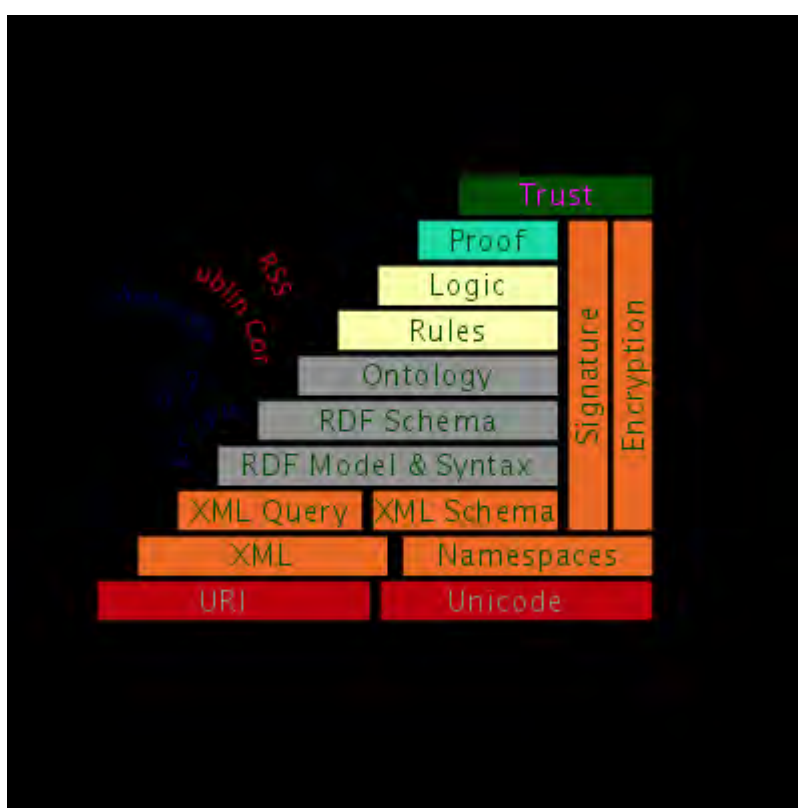 Trust
Proof
Logic
Rules
Ontology
RDF Schema
RDF Model & Syntax
XML Query XML Schema
XML Namespaces
URI Unicode
Signature
Encryption
RSS
ublin Cor